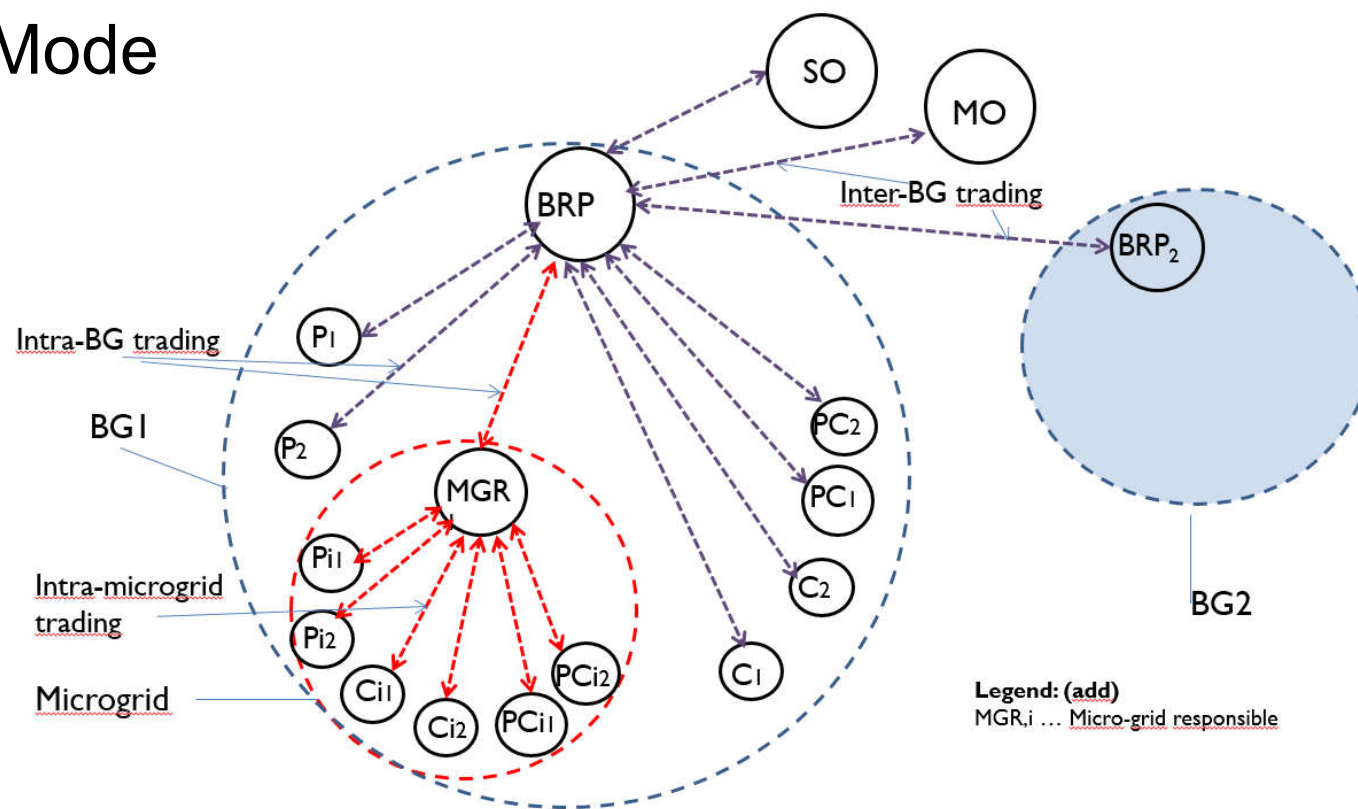 Mode
SO
MO
BRP
Inter-BG trading
BRP2
P1
Intra-BG trading
BG1
P2
PC2
MGR
PC1
Pi1
Intra-microgrid
trading
C2
BG2
Pi2
C1
PCi2
Ci1
Microgrid
Ci2
PCi1
Legend: (add)
MGR,i … Micro-grid responsible